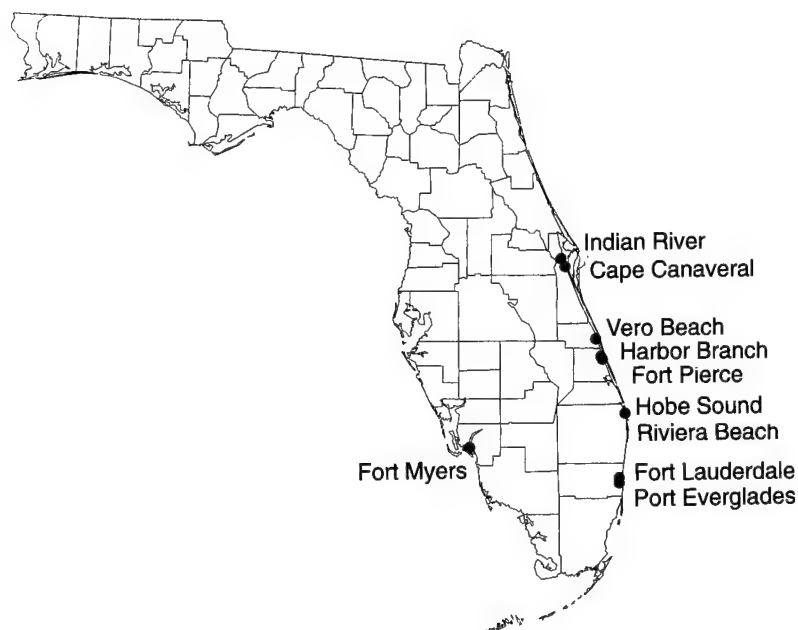 Indian River
Cape Canaveral
Vero Beach
Harbor Branch
Fort Pierce
Hobe Sound
Riviera Beach
Fort Myers
Fort Lauderdale
Port Everglades